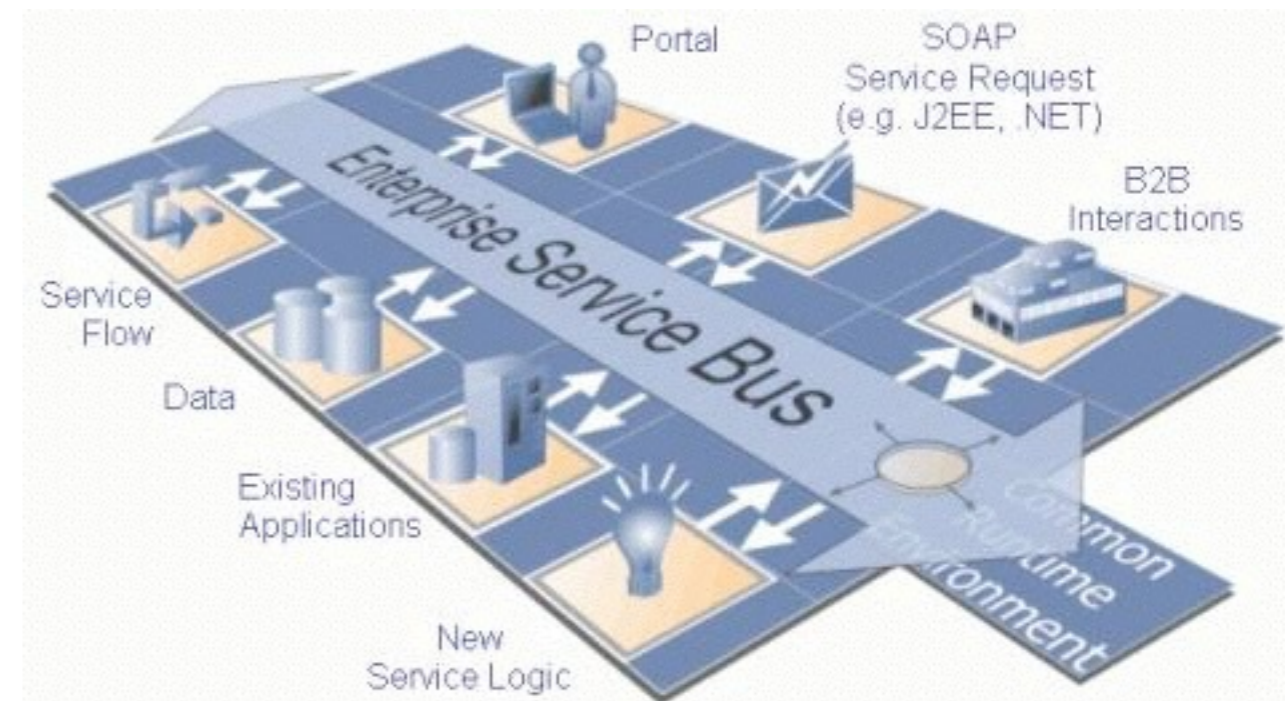 Portal
SOAP
Service Request
(e.g. J2EE, .NET)
B2B
Interactions
Enterprise Service Bus
Service
Flow
Data
Existing
Applications
New
Service Logic
Common
Runtime
Environment